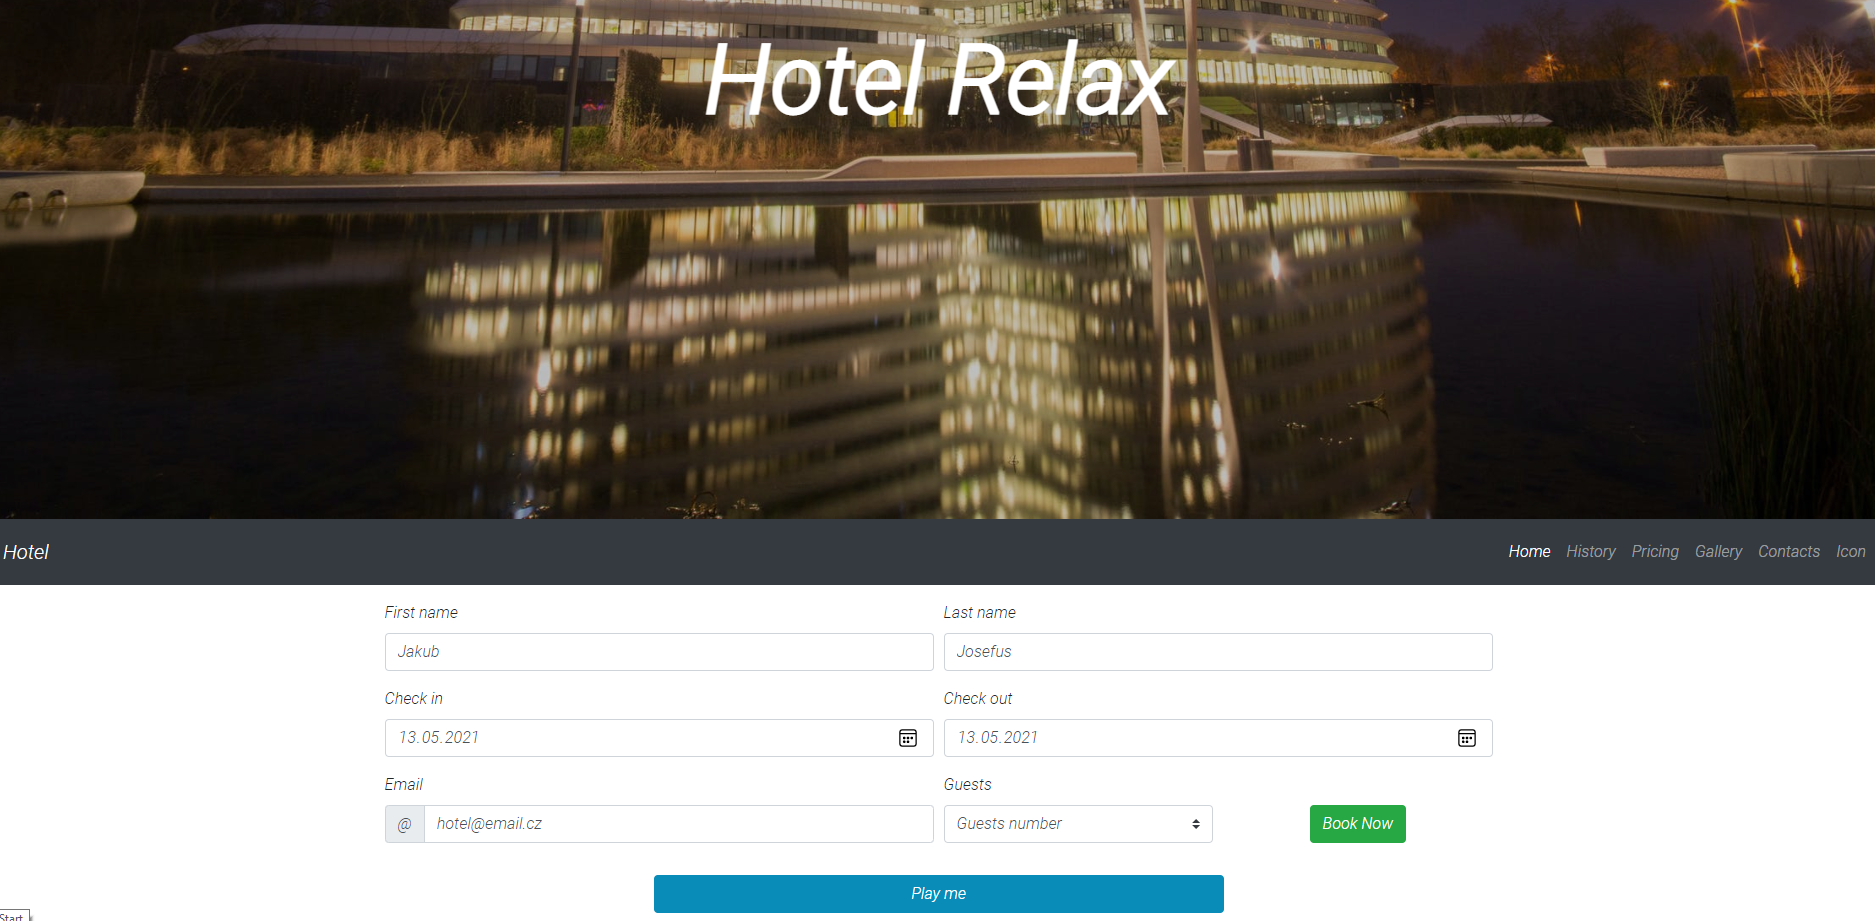 Hotel Relax
Hotel Home History Pricing Gallery Contacts Icon
First name Last name
Jakub Josefus
Check in Check out
13.05.2021 13.05.2021
Email Guests
@ hotel@email.cz Guests number Book Now
Play me
Start